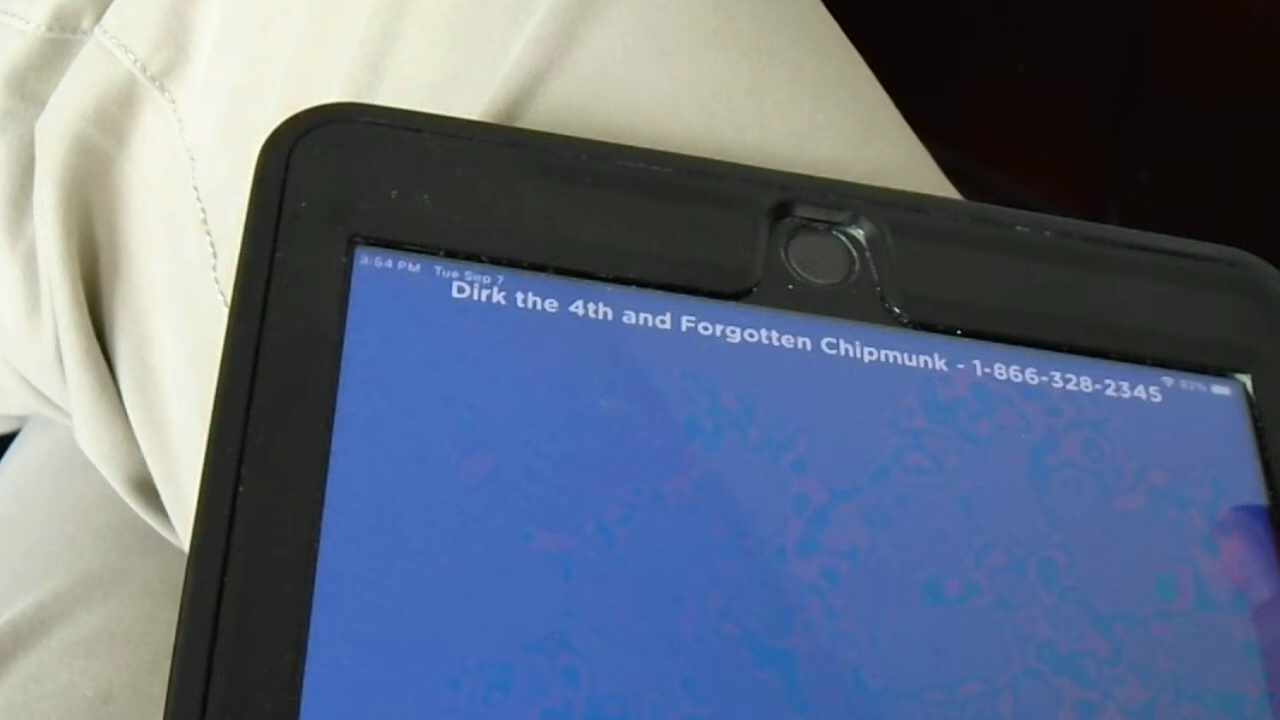 3:54 PM Tue Sep 7
Dirk the 4th and Forgotten Chipmunk - 1-866-328-2345